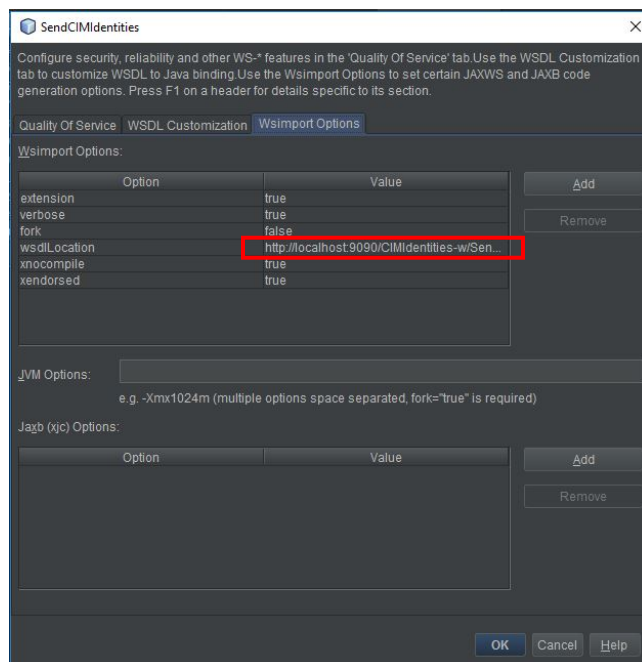 SendCIMIdentities
Configure security, reliability and other WS-* features in the 'Quality Of Service' tab.Use the WSDL Customization
tab to customize WSDL to Java binding.Use the Wsimport Options to set certain JAXWS and JAXB code
generation options. Press F1 on a header for details specific to its section.
Quality Of Service WSDL Customization Wsimport Options
Wsimport Options:
Option Value
Add
extension true
verbose true
Remove
fork false
wsdlLocation http://localhost:9090/CIMIdentities-w/Sen...
xnocompile true
xendorsed true
JVM Options:
e.g. -Xmx1024m (multiple options space separated, fork="true" is required)
Jaxb (xjc) Options:
Option Value
Add
Remove
OK Cancel Help